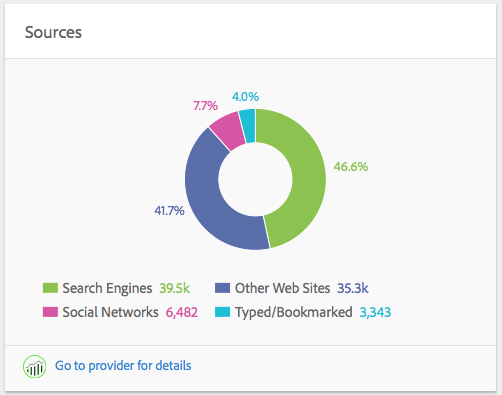 Sources
4.0%
7.7%
46.6%
41.7%
Search Engines 39.5k Other Web Sites 35.3k
Social Networks 6,482 Typed/Bookmarked 3,343
Go to provider for details